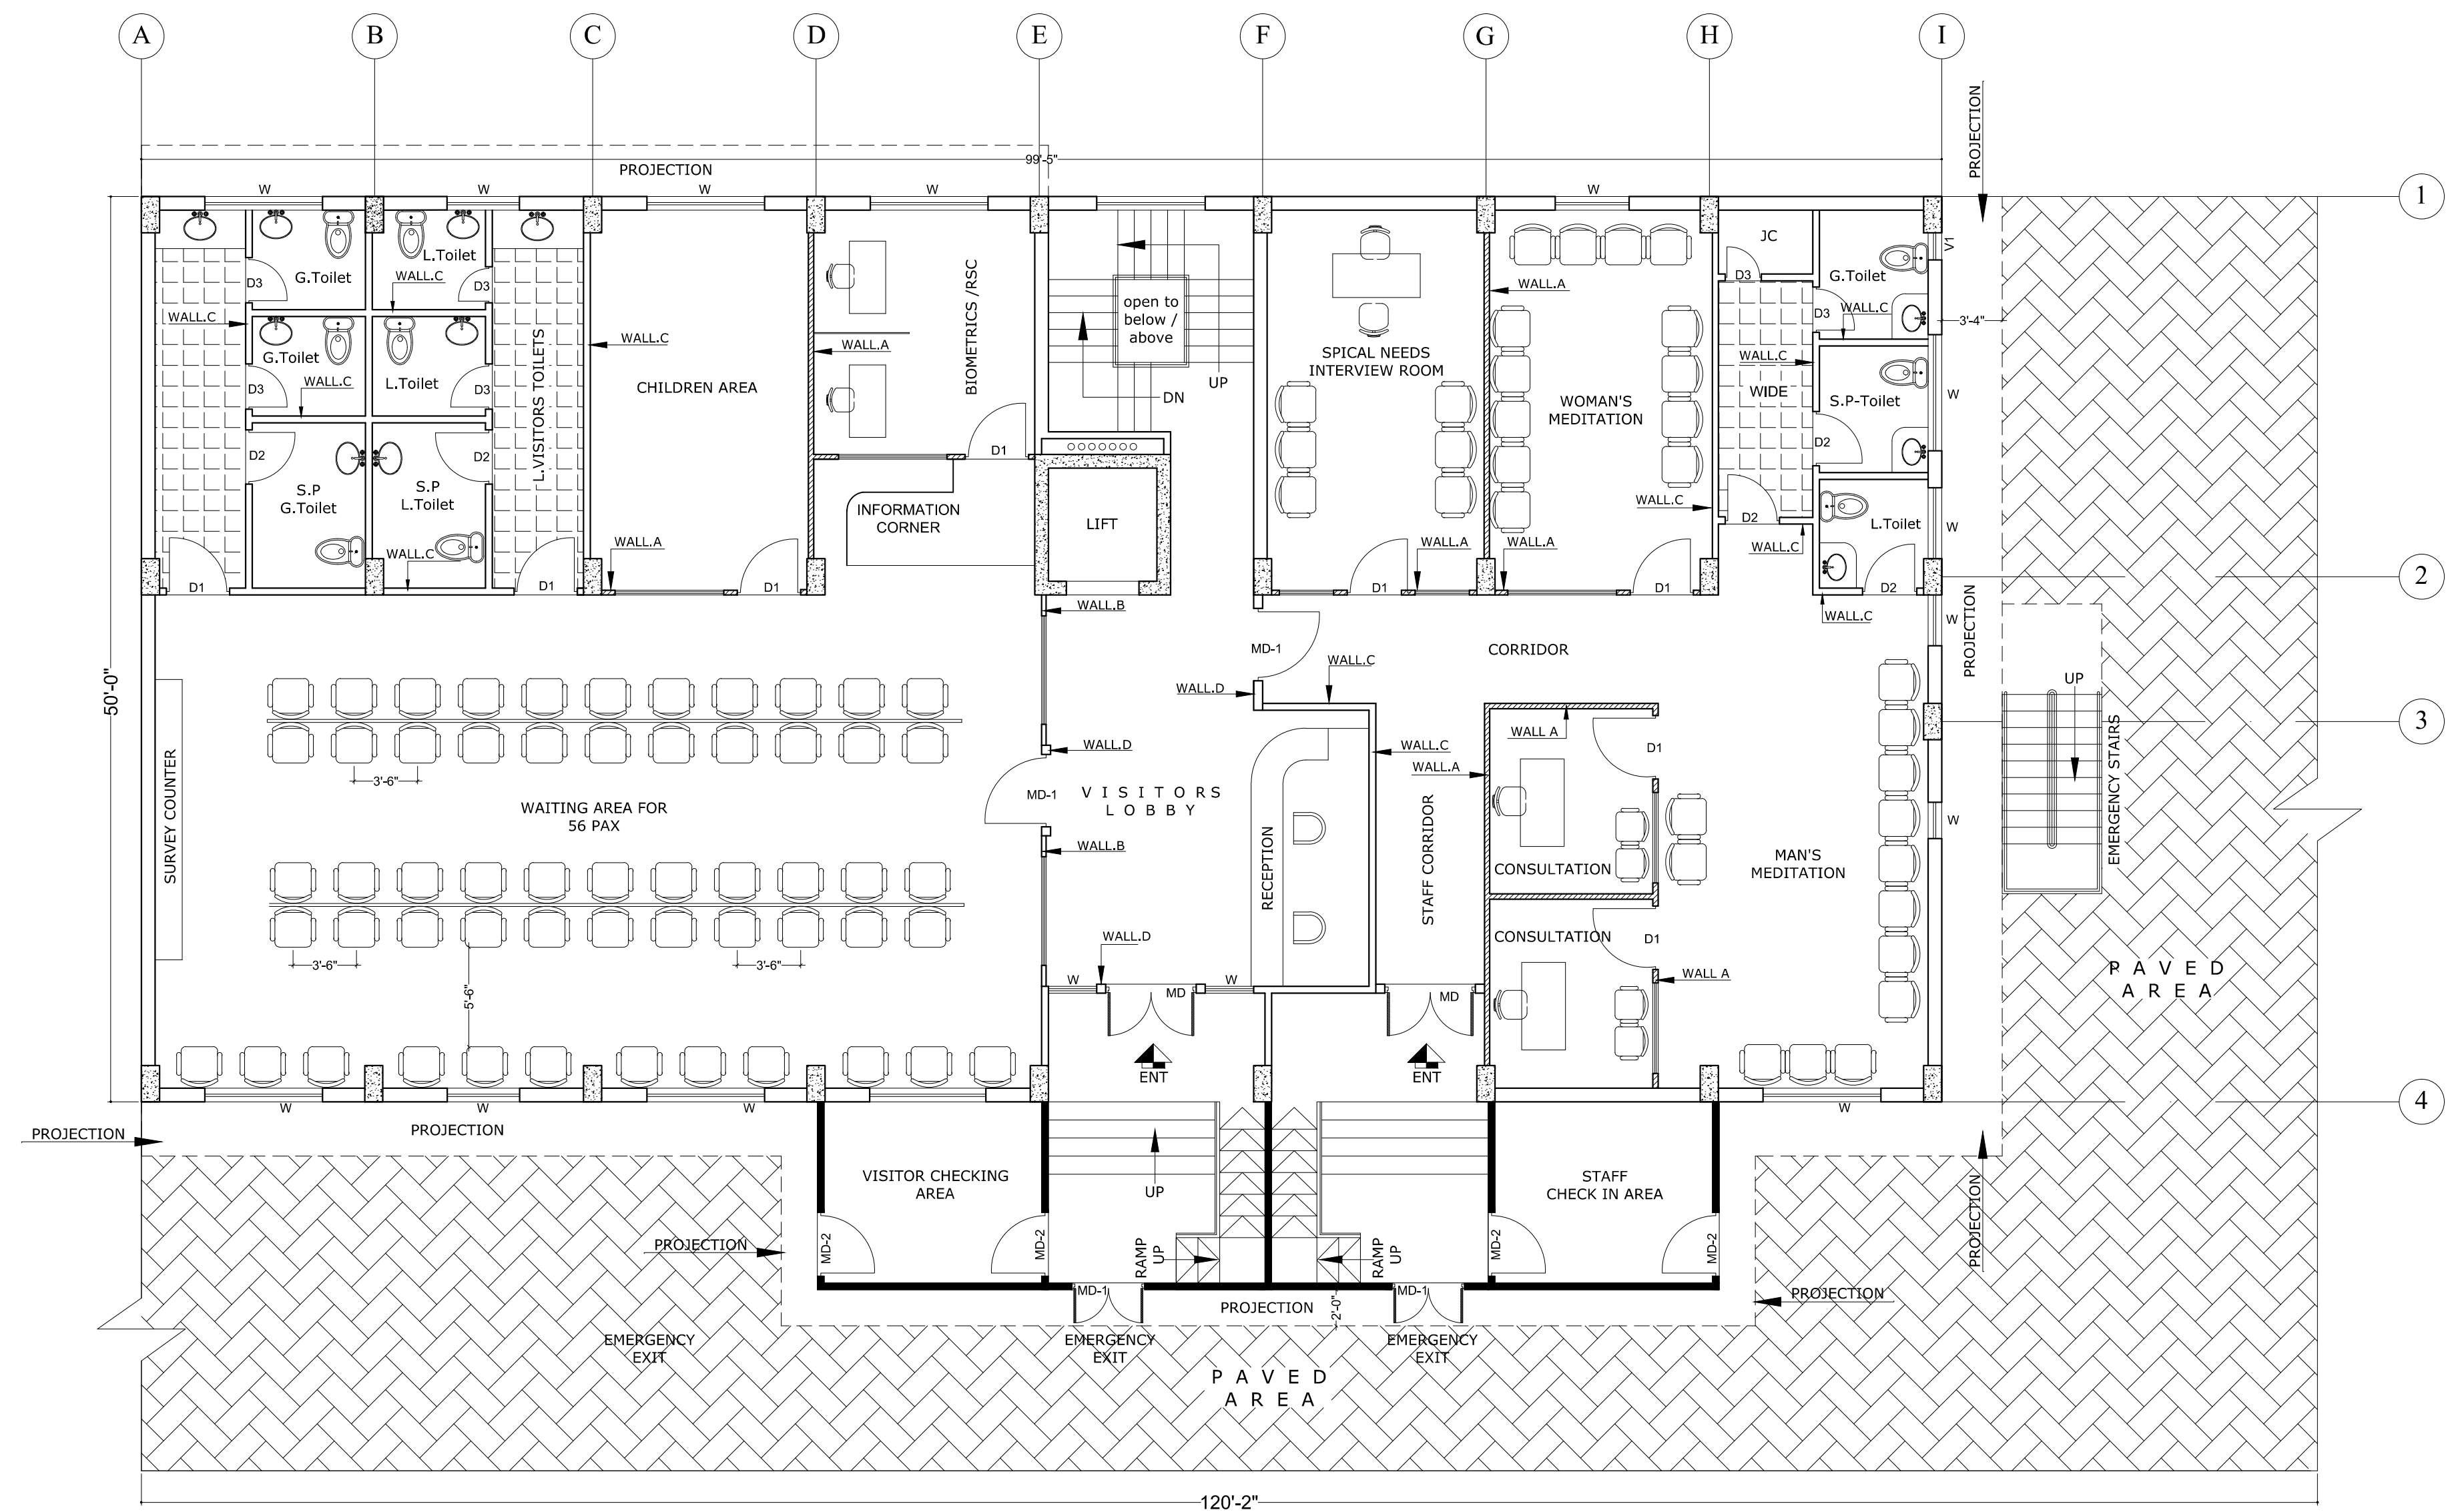 A
B
C
D
E
F
G
H
I
PROJECTION
99'-5"
PROJECTION
W
W
W
W
W
1
V1
JC
G.Toilet
L.Toilet
WALL.C
D3
D3
D3
D3
G.Toilet
WALL.C
WALL.C
G.Toilet
WALL.C
D3
L.Toilet
D3
L.VISITORS TOILETS
WALL.C
CHILDREN AREA
WALL.A
BIOMETRICS /RSC
open to
below /
above
UP
DN
SPICAL NEEDS
INTERVIEW ROOM
WALL.A
WOMAN'S
MEDITATION
WALL.C
WIDE
S.P-Toilet
3'-4"
W
D2
D2
D2
D1
S.P
G.Toilet
S.P
L.Toilet
WALL.C
INFORMATION
CORNER
LIFT
WALL.C
D2
WALL.C
L.Toilet
W
WALL.A
WALL.A
WALL.A
D1
D1
D1
D1
D1
D2
2
WALL.B
WALL.C
W
PROJECTION
MD-1
CORRIDOR
WALL.C
WALL.D
UP
50'-0"
SURVEY COUNTER
3'-6"
WALL.D
WALL.C
WALL.A
WALL A
D1
3
EMERGENCY STAIRS
MD-1
V I S I T O R S
L O B B Y
WAITING AREA FOR
56 PAX
WALL.B
RECEPTION
STAFF CORRIDOR
CONSULTATION
MAN'S
MEDITATION
W
CONSULTATION
D1
WALL.D
3'-6"
3'-6"
5'-6"
W
MD
W
MD
WALL A
P A V E D
A R E A
ENT
ENT
W
W
W
W
4
PROJECTION
PROJECTION
VISITOR CHECKING
AREA
UP
STAFF
CHECK IN AREA
PROJECTION
PROJECTION
MD-2
MD-2
RAMP
UP
RAMP
UP
MD-2
MD-2
MD-1
MD-1
PROJECTION
2'-0"
PROJECTION
EMERGENCY
EXIT
EMERGENCY
EXIT
EMERGENCY
EXIT
P A V E D
A R E A
120'-2"